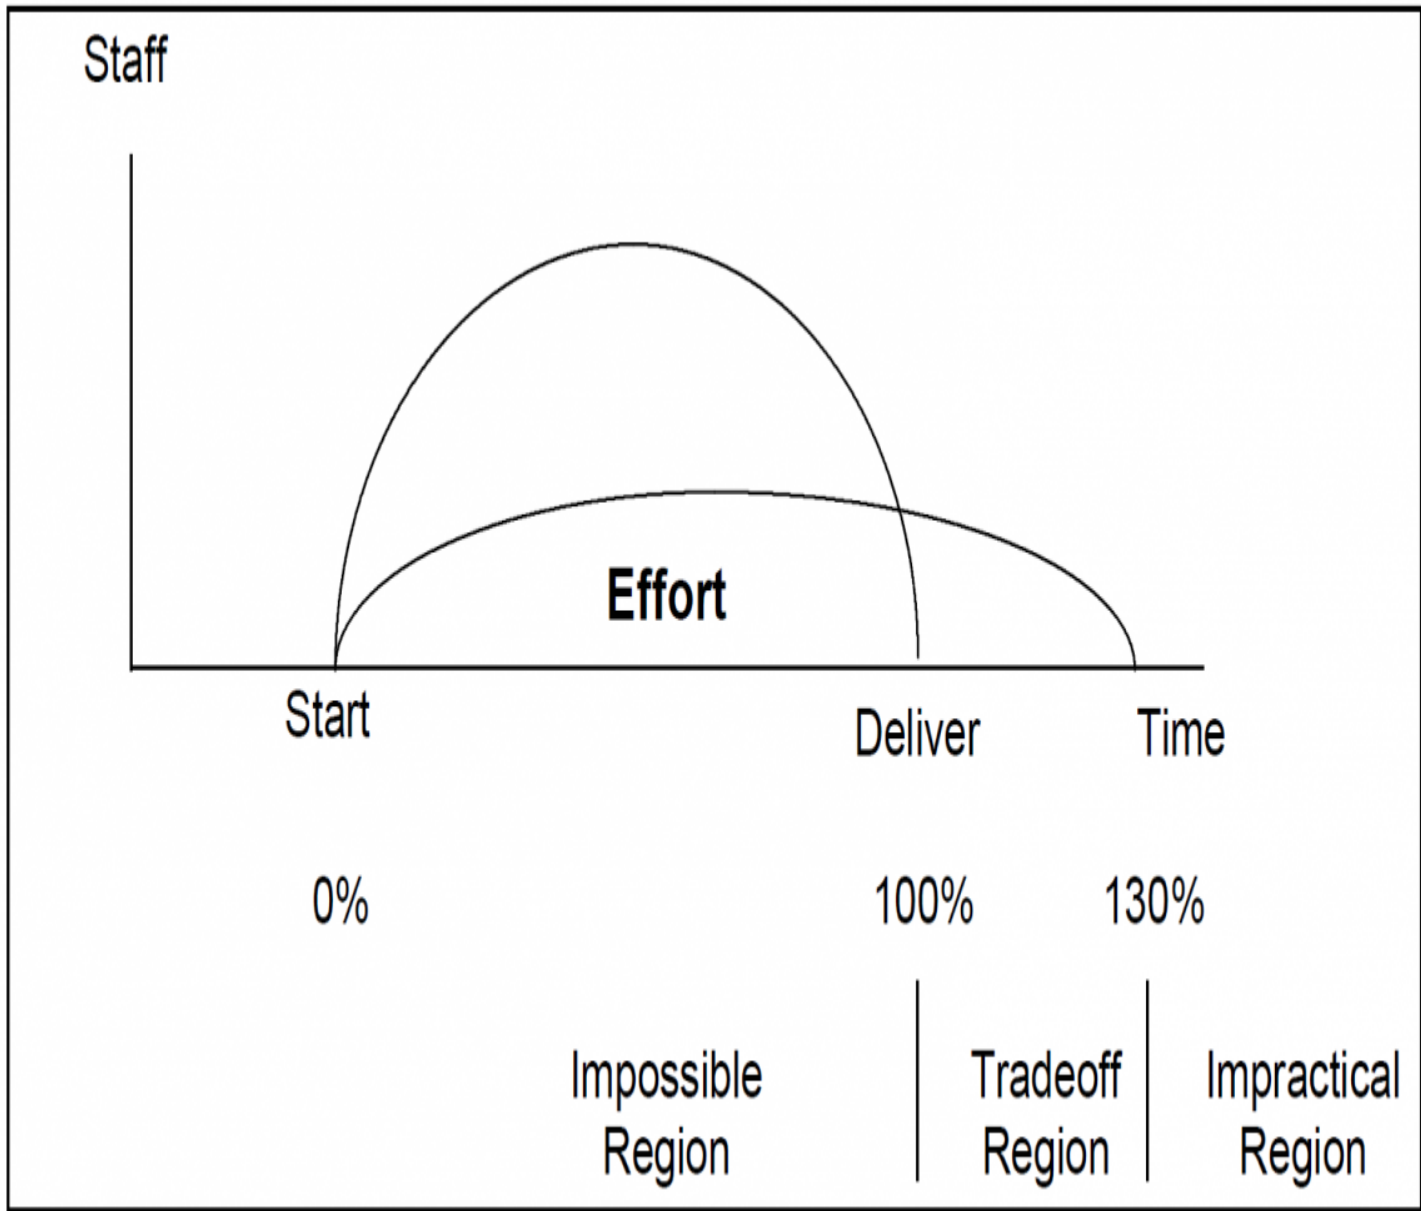 Staff
Effort
Start
Deliver
Time
0%
100%
130%
Impossible
Region
Tradeoff
Region
Impractical
Region